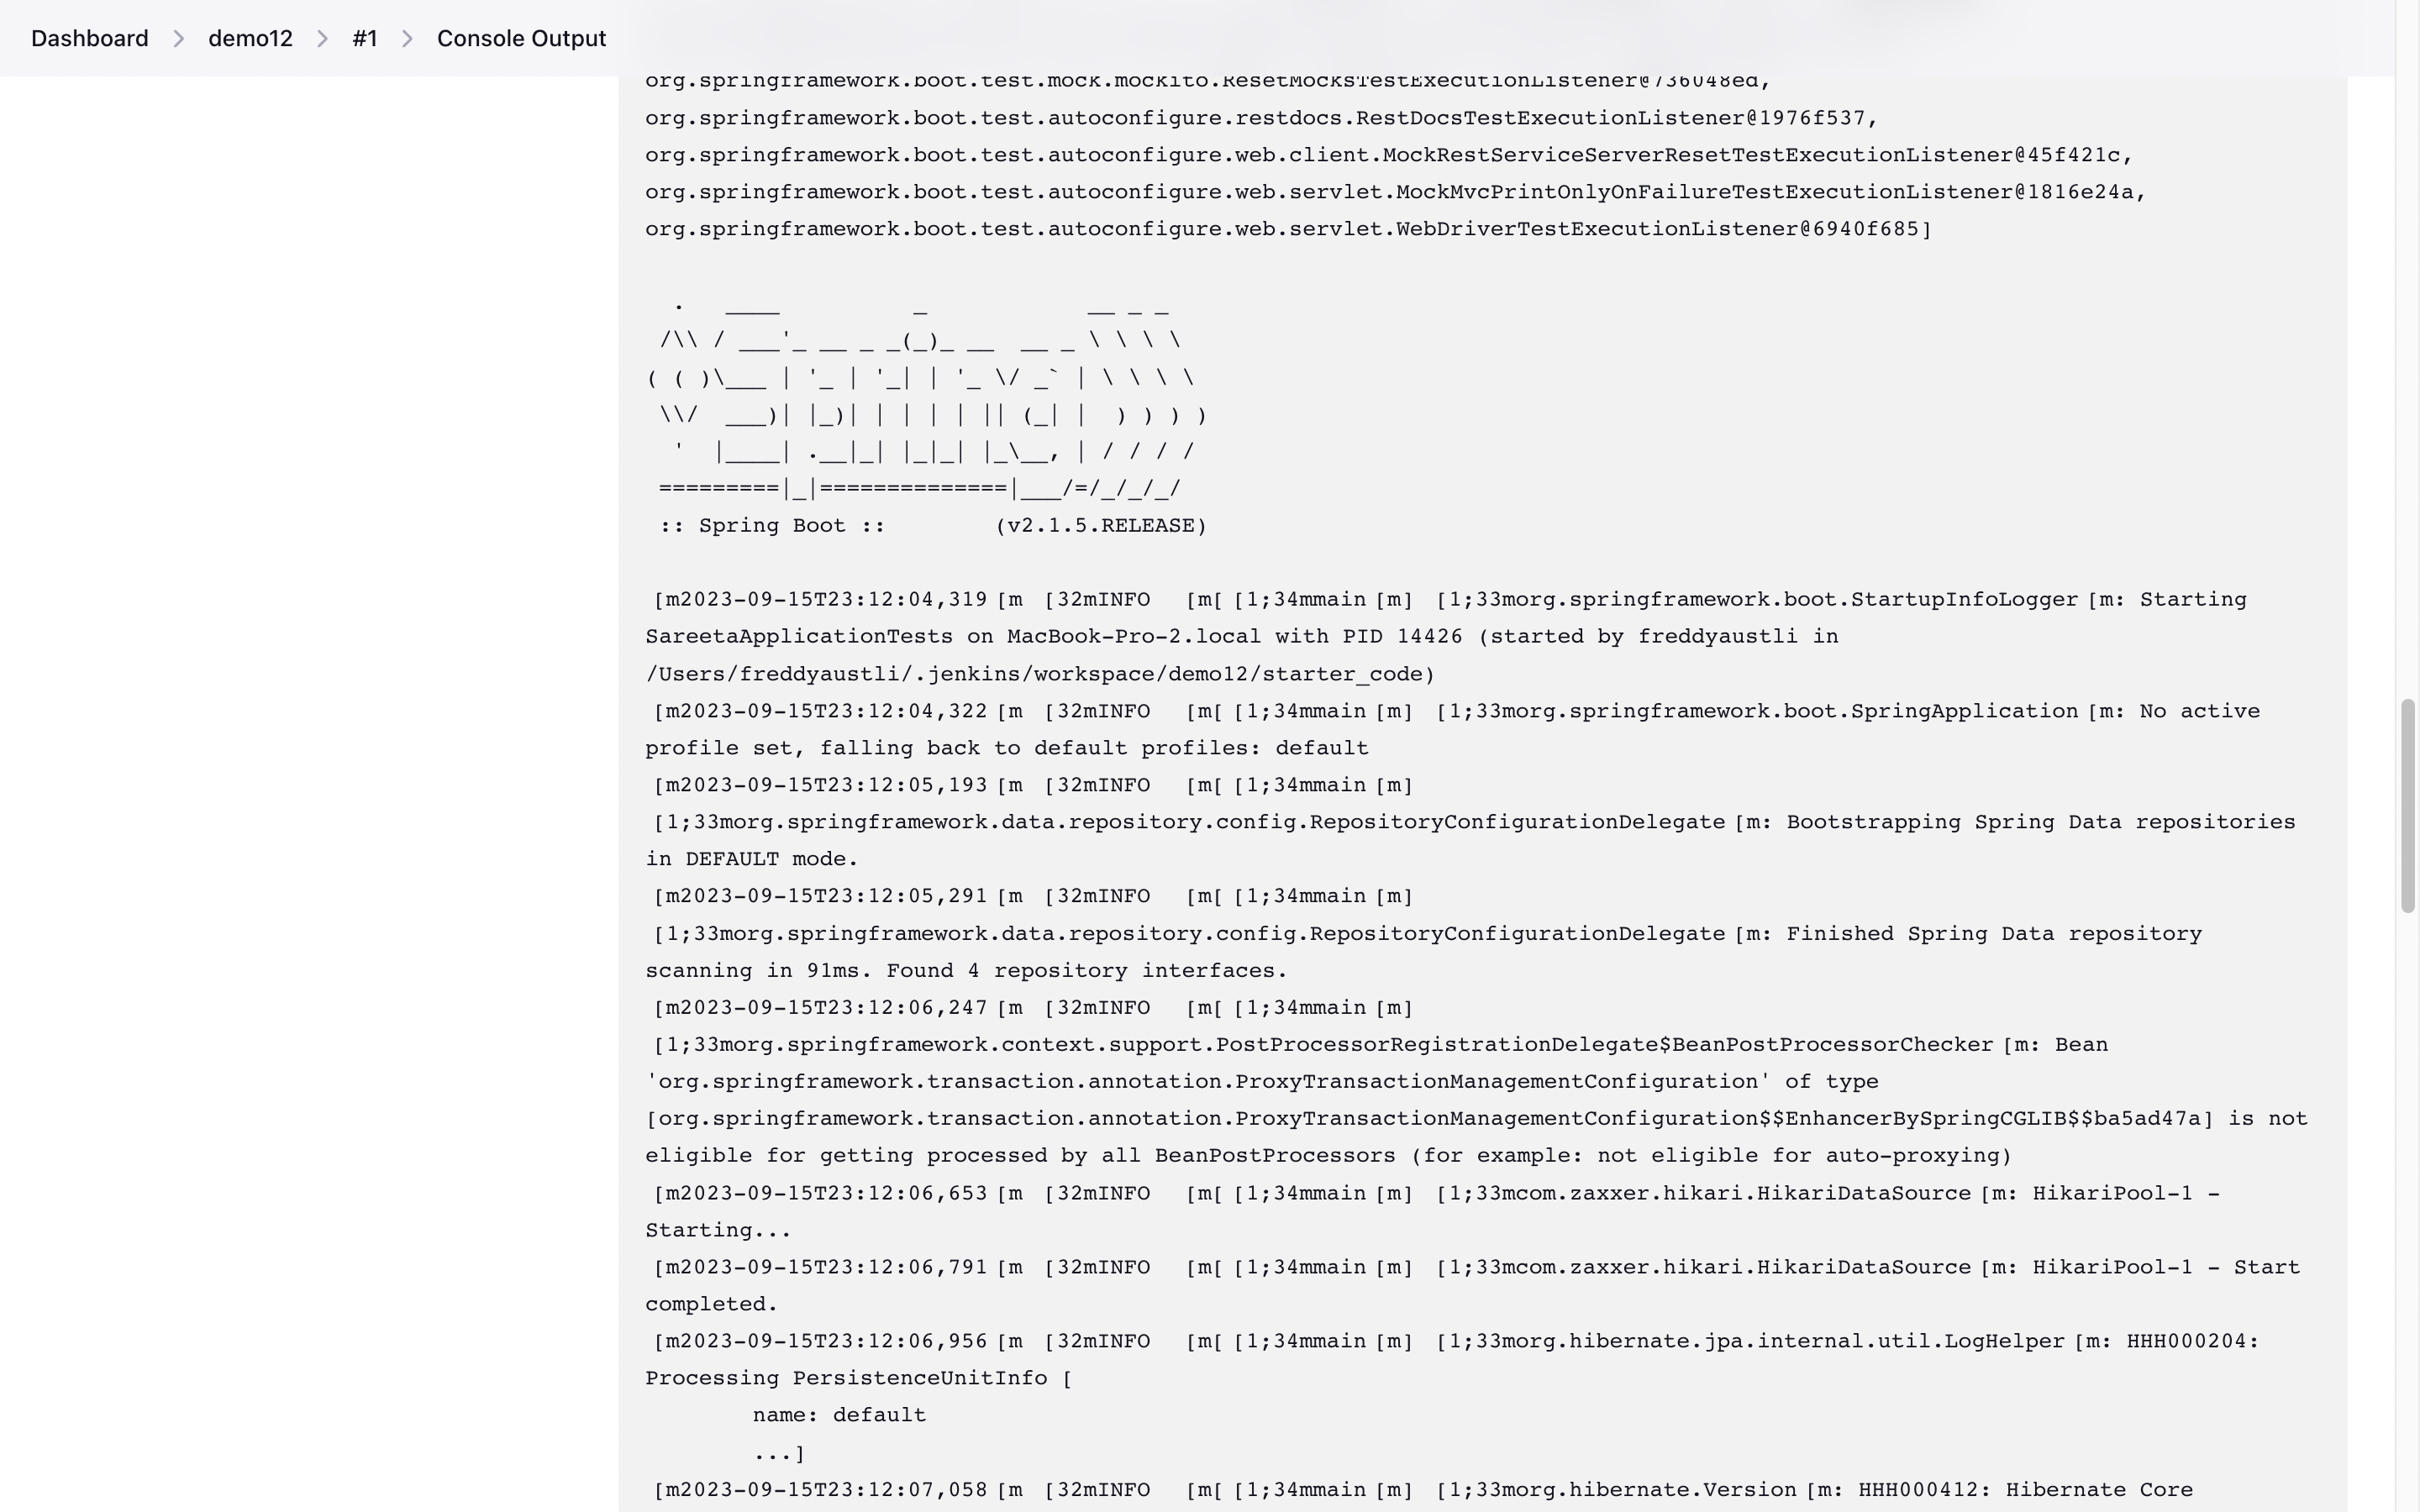 Dashboard > demo12 > #1 > Console Output
org.springframework.boot.test.mock.mockito.ResetMocksTestExecutionListener@736048ed,
org.springframework.boot.test.autoconfigure.restdocs.RestDocsTestExecutionListener@1976f537,
org.springframework.boot.test.autoconfigure.web.client.MockRestServiceServerResetTestExecutionListener@45f421c,
org.springframework.boot.test.autoconfigure.web.servlet.MockMvcPrintOnlyOnFailureTestExecutionListener@1816e24a,
org.springframework.boot.test.autoconfigure.web.servlet.WebDriverTestExecutionListener@6940f685]

  .   ____          _            __ _ _
 /\\ / ___'_ __ _ _(_)_ __  __ _ \ \ \ \
( ( )\___ | '_ | '_| | '_ \/ _` | \ \ \ \
 \\/  ___)| |_)| | | | | || (_| |  ) ) ) )
  '  |____| .__|_| |_|_| |_\__, | / / / /
 =========|_|==============|___/=/_/_/_/
 :: Spring Boot ::        (v2.1.5.RELEASE)

[m2023-09-15T23:12:04,319 [m [32mINFO  [m[ [1;34mmain [m] [1;33morg.springframework.boot.StartupInfoLogger [m: Starting
SareetaApplicationTests on MacBook-Pro-2.local with PID 14426 (started by freddyaustli in
/Users/freddyaustli/.jenkins/workspace/demo12/starter_code)
[m2023-09-15T23:12:04,322 [m [32mINFO  [m[ [1;34mmain [m] [1;33morg.springframework.boot.SpringApplication [m: No active
profile set, falling back to default profiles: default
[m2023-09-15T23:12:05,193 [m [32mINFO  [m[ [1;34mmain [m]
[1;33morg.springframework.data.repository.config.RepositoryConfigurationDelegate [m: Bootstrapping Spring Data repositories
in DEFAULT mode.
[m2023-09-15T23:12:05,291 [m [32mINFO  [m[ [1;34mmain [m]
[1;33morg.springframework.data.repository.config.RepositoryConfigurationDelegate [m: Finished Spring Data repository
scanning in 91ms. Found 4 repository interfaces.
[m2023-09-15T23:12:06,247 [m [32mINFO  [m[ [1;34mmain [m]
[1;33morg.springframework.context.support.PostProcessorRegistrationDelegate$BeanPostProcessorChecker [m: Bean
'org.springframework.transaction.annotation.ProxyTransactionManagementConfiguration' of type
[org.springframework.transaction.annotation.ProxyTransactionManagementConfiguration$$EnhancerBySpringCGLIB$$ba5ad47a] is not
eligible for getting processed by all BeanPostProcessors (for example: not eligible for auto-proxying)
[m2023-09-15T23:12:06,653 [m [32mINFO  [m[ [1;34mmain [m] [1;33mcom.zaxxer.hikari.HikariDataSource [m: HikariPool-1 -
Starting...
[m2023-09-15T23:12:06,791 [m [32mINFO  [m[ [1;34mmain [m] [1;33mcom.zaxxer.hikari.HikariDataSource [m: HikariPool-1 - Start
completed.
[m2023-09-15T23:12:06,956 [m [32mINFO  [m[ [1;34mmain [m] [1;33morg.hibernate.jpa.internal.util.LogHelper [m: HHH000204:
Processing PersistenceUnitInfo [
        name: default
        ...]
[m2023-09-15T23:12:07,058 [m [32mINFO  [m[ [1;34mmain [m] [1;33morg.hibernate.Version [m: HHH000412: Hibernate Core